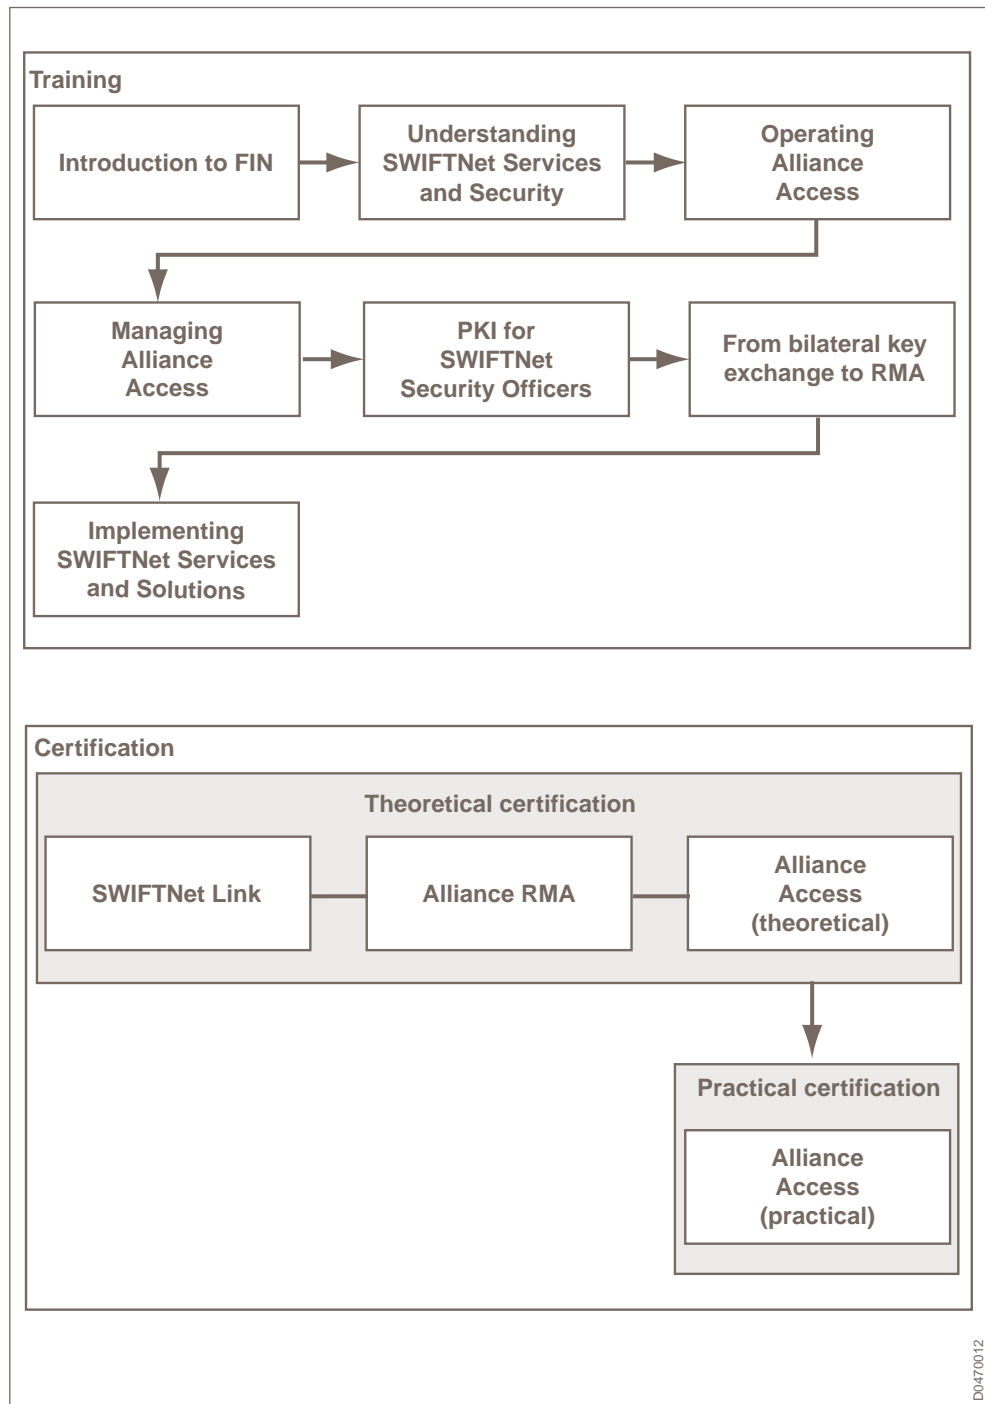 Training
Introduction to FIN
Understanding
SWIFTNet Services
and Security
Operating
Alliance
Access
Managing
Alliance
Access
PKI for
SWIFTNet
Security Officers
From bilateral key
exchange to RMA
Implementing
SWIFTNet Services
and Solutions
Certification
Theoretical certification
SWIFTNet Link
Alliance RMA
Alliance
Access
(theoretical)
Practical certification
Alliance
Access
(practical)
D0470012